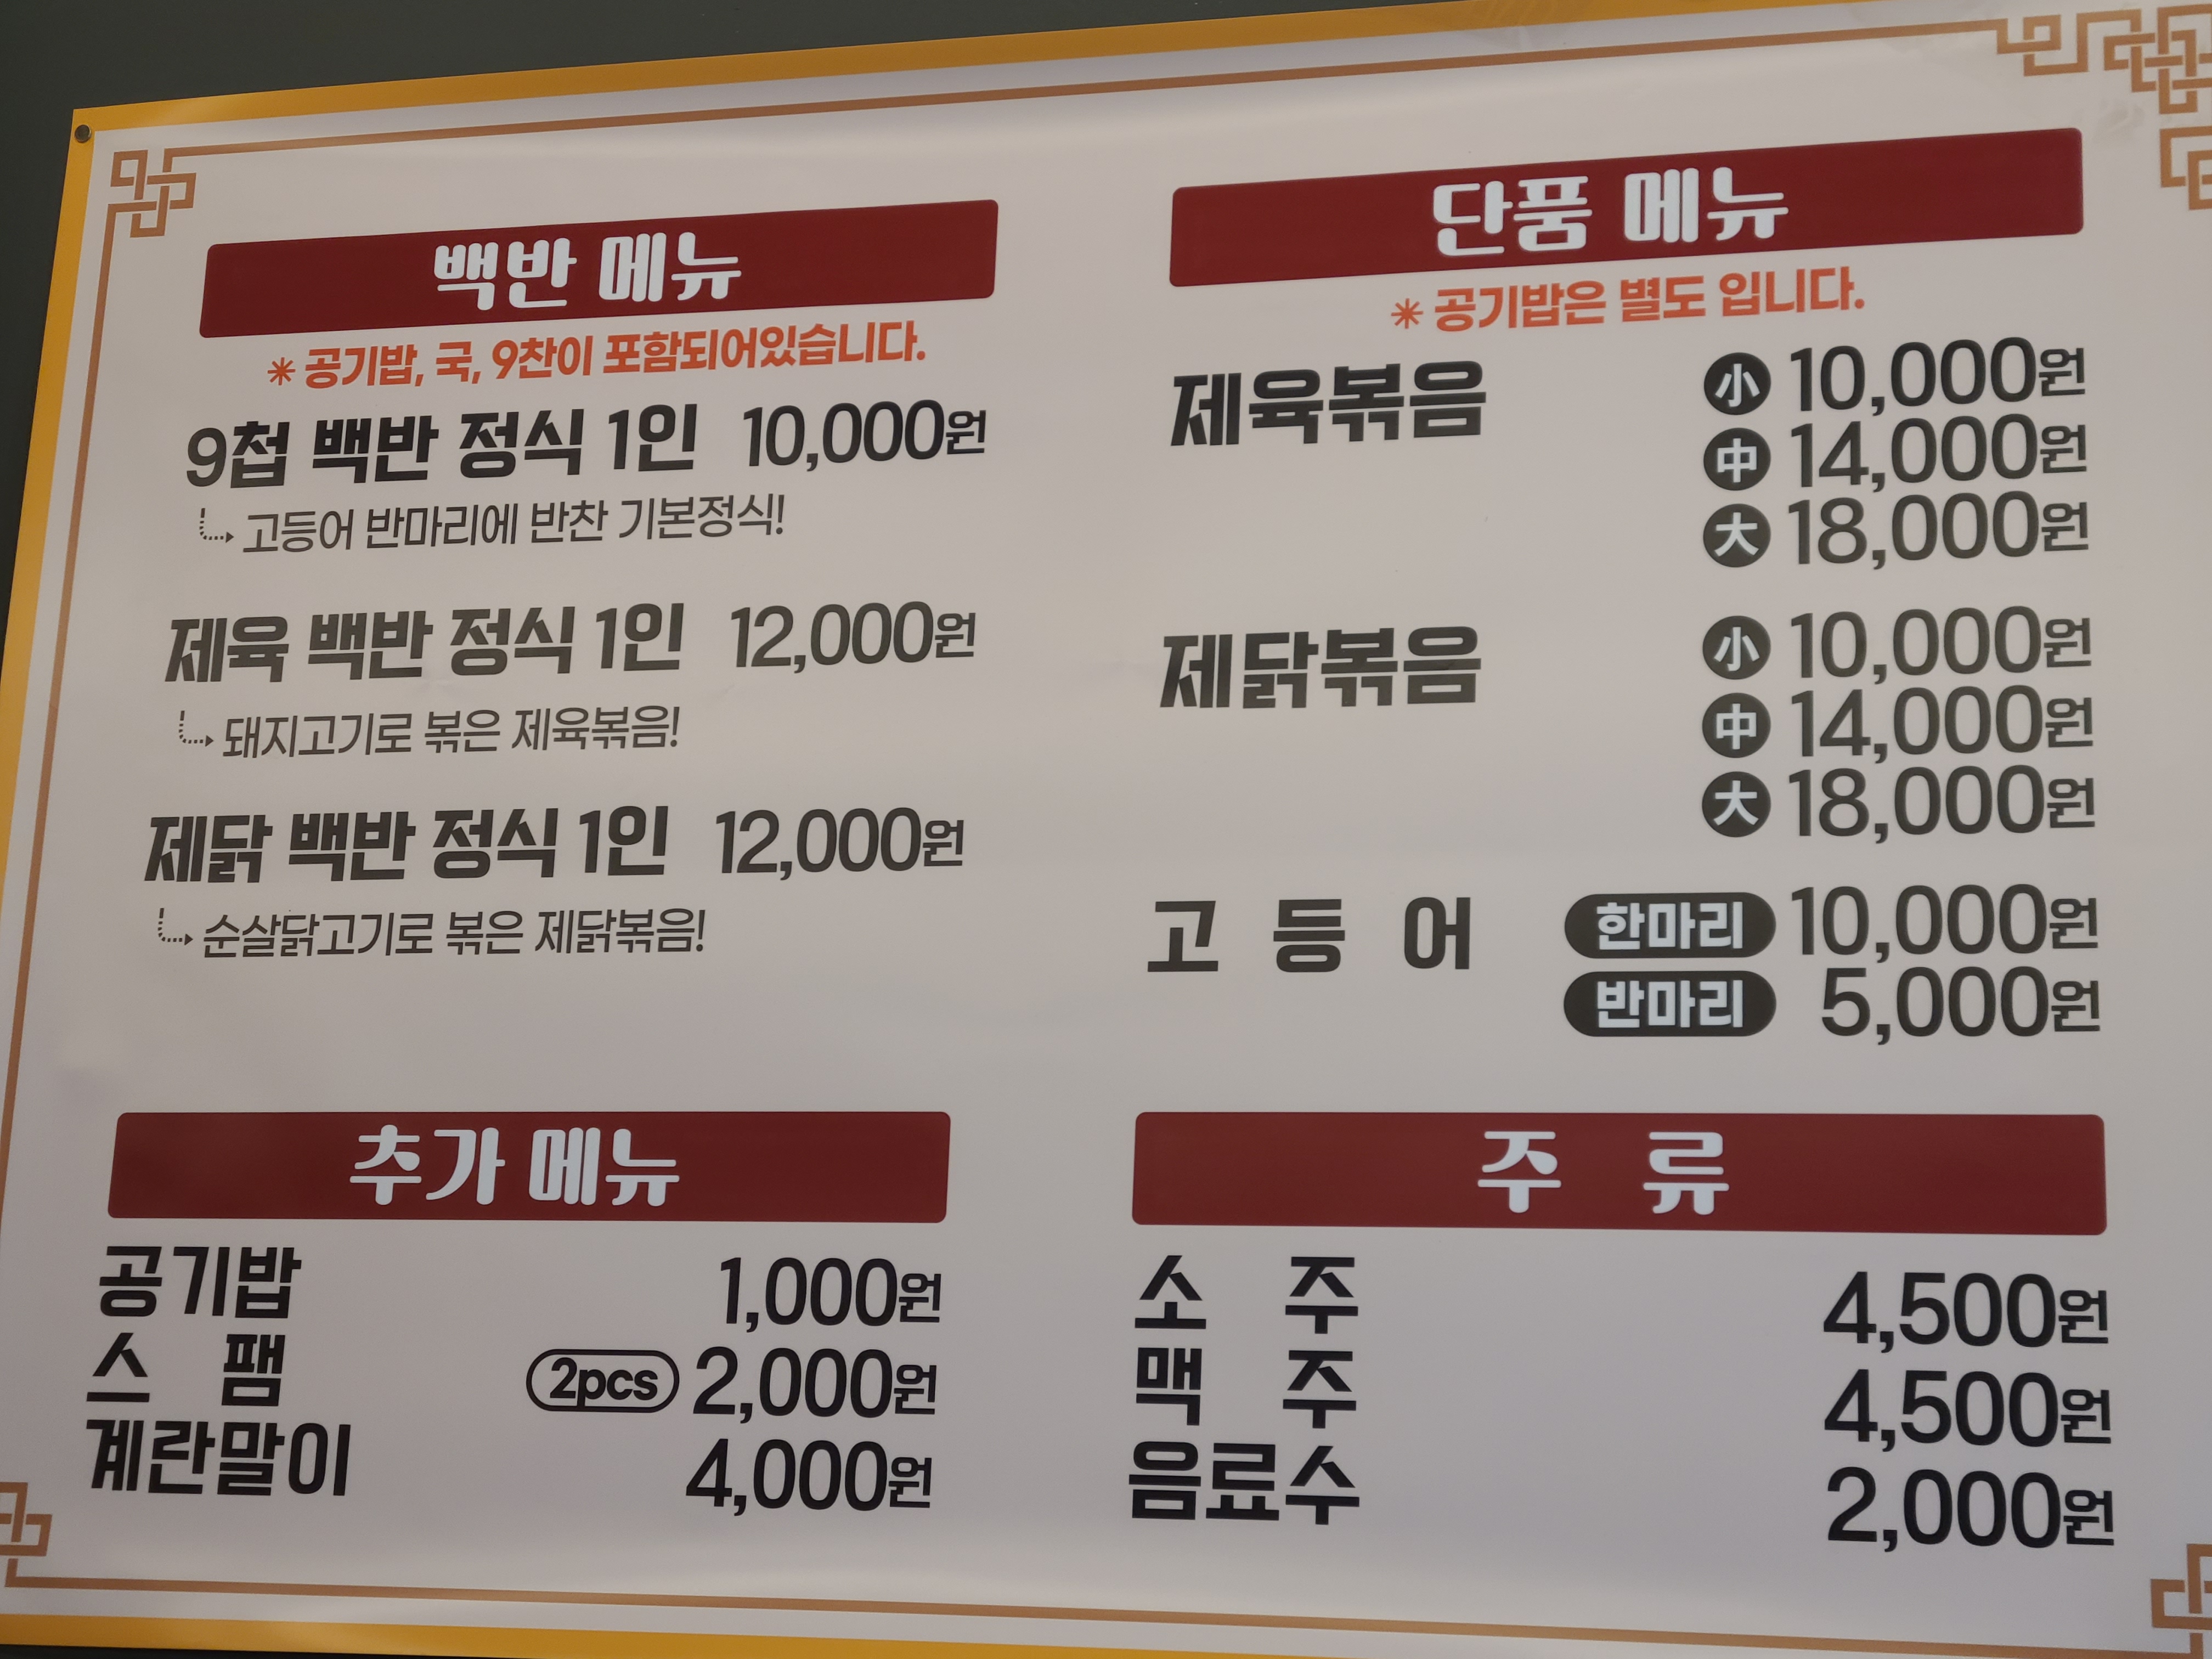 백반 메뉴
✳ 공기밥, 국, 9찬이 포함되어있습니다.
9첩 백반 정식 1인 10,000원
고등어 반마리에 반찬 기본정식!
제육 백반 정식 1인 12,000원
돼지고기로 볶은 제육볶음!
제닭 백반 정식 1인 12,000원
순살닭고기로 볶은 제닭볶음!
단품 메뉴
✳ 공기밥은 별도 입니다.
제육볶음 小 10,000원
中 14,000원
大 18,000원
제닭볶음 小 10,000원
中 14,000원
大 18,000원
고등어 한마리 10,000원
반마리 5,000원
추가 메뉴
공기밥 1,000원
스팸 2pcs 2,000원
계란말이 4,000원
주류
소주 4,500원
맥주 4,500원
음료수 2,000원